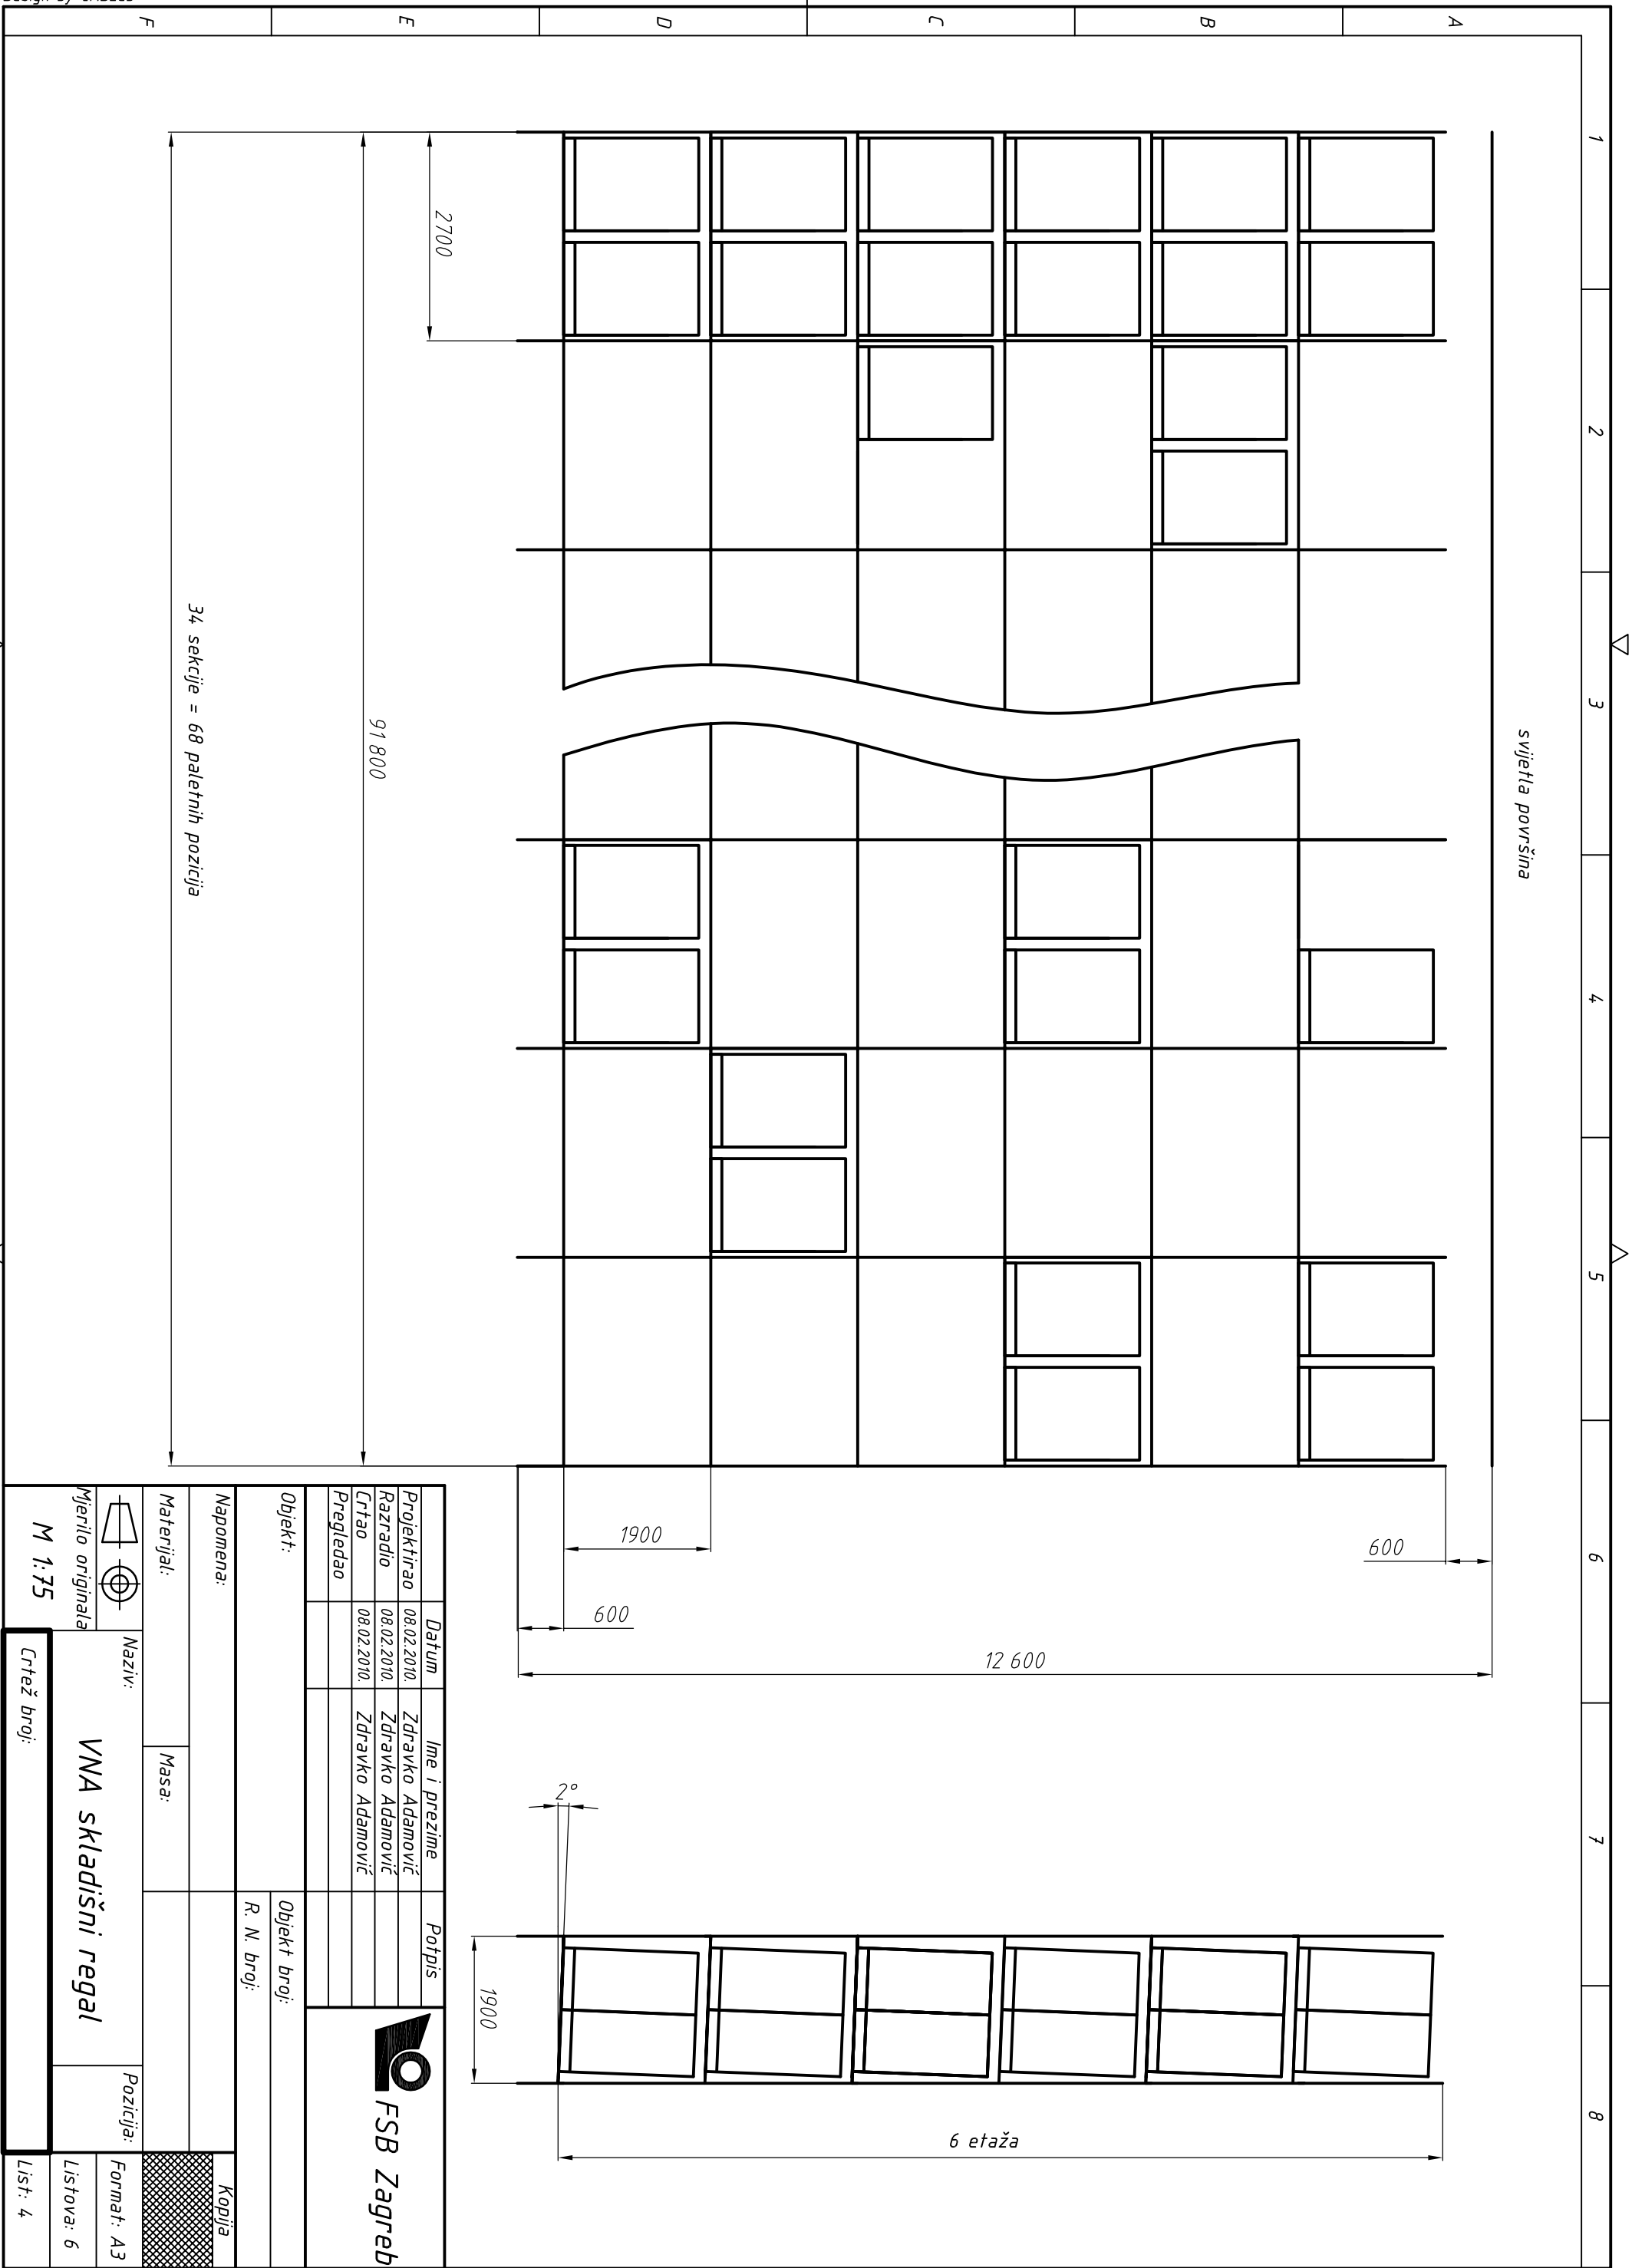 Design by CADLab
1 2 3 4 5 6 7 8
A
B
C
D
E
F
svijetla površina
600
12 600
1900
600
2700
91 800
34 sekcije = 68 paletnih pozicija
6 etaža
2°
1900
Datum Ime i prezime Potpis
Projektirao 08.02.2010. Zdravko Adamović
Razradio 08.02.2010. Zdravko Adamović
Crtao 08.02.2010. Zdravko Adamović
Pregledao
FSB Zagreb
Objekt: Objekt broj:
R. N. broj:
Napomena: Kopija
Materijal: Masa:
Naziv: Pozicija: Format: A3
VNA skladišni regal
Mjerilo originala Listova: 6
M 1:75
Crtež broj: List: 4